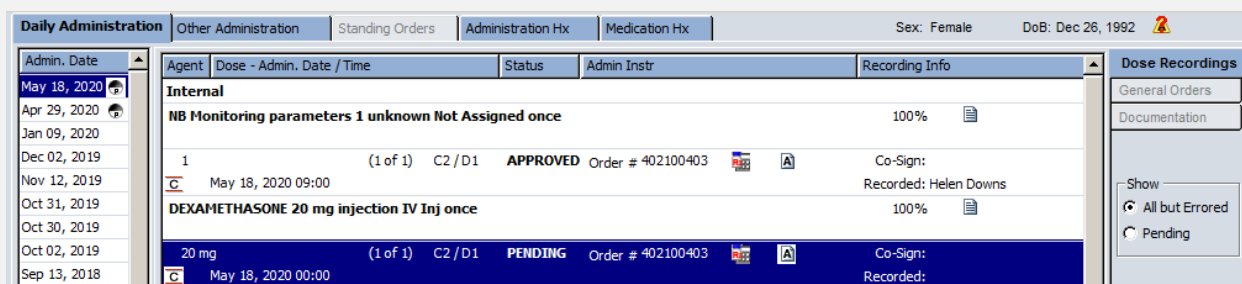 Daily Administration Other Administration Standing Orders Administration Hx Medication Hx Sex: Female DoB: Dec 26, 1992
Admin. Date Agent Dose - Admin. Date / Time Status Admin Instr Recording Info Dose Recordings
May 18, 2020 Internal General Orders
Apr 29, 2020 NB Monitoring parameters 1 unknown Not Assigned once 100% Documentation
Jan 09, 2020
Dec 02, 2019 1 (1 of 1) C2 / D1 APPROVED Order # 402100403 A Co-Sign:
Nov 12, 2019 C May 18, 2020 09:00 Recorded: Helen Downs Show
Oct 31, 2019 DEXAMETHASONE 20 mg injection IV Inj once 100% All but Errored
Oct 30, 2019 Pending
Oct 02, 2019 20 mg (1 of 1) C2 / D1 PENDING Order # 402100403 A Co-Sign:
Sep 13, 2018 C May 18, 2020 00:00 Recorded: